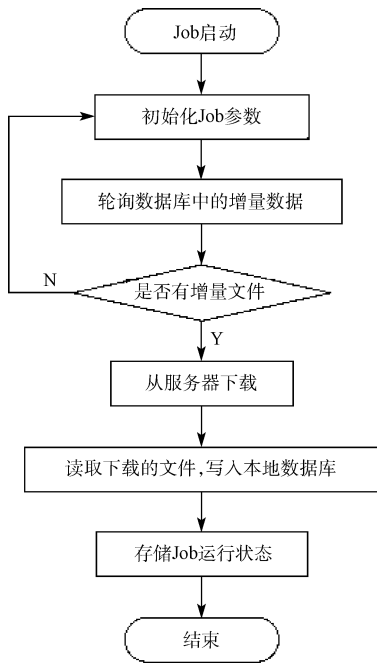 Job启动
初始化Job参数
轮询数据库中的增量数据
N
是否有增量文件
Y
从服务器下载
读取下载的文件,写入本地数据库
存储Job运行状态
结束